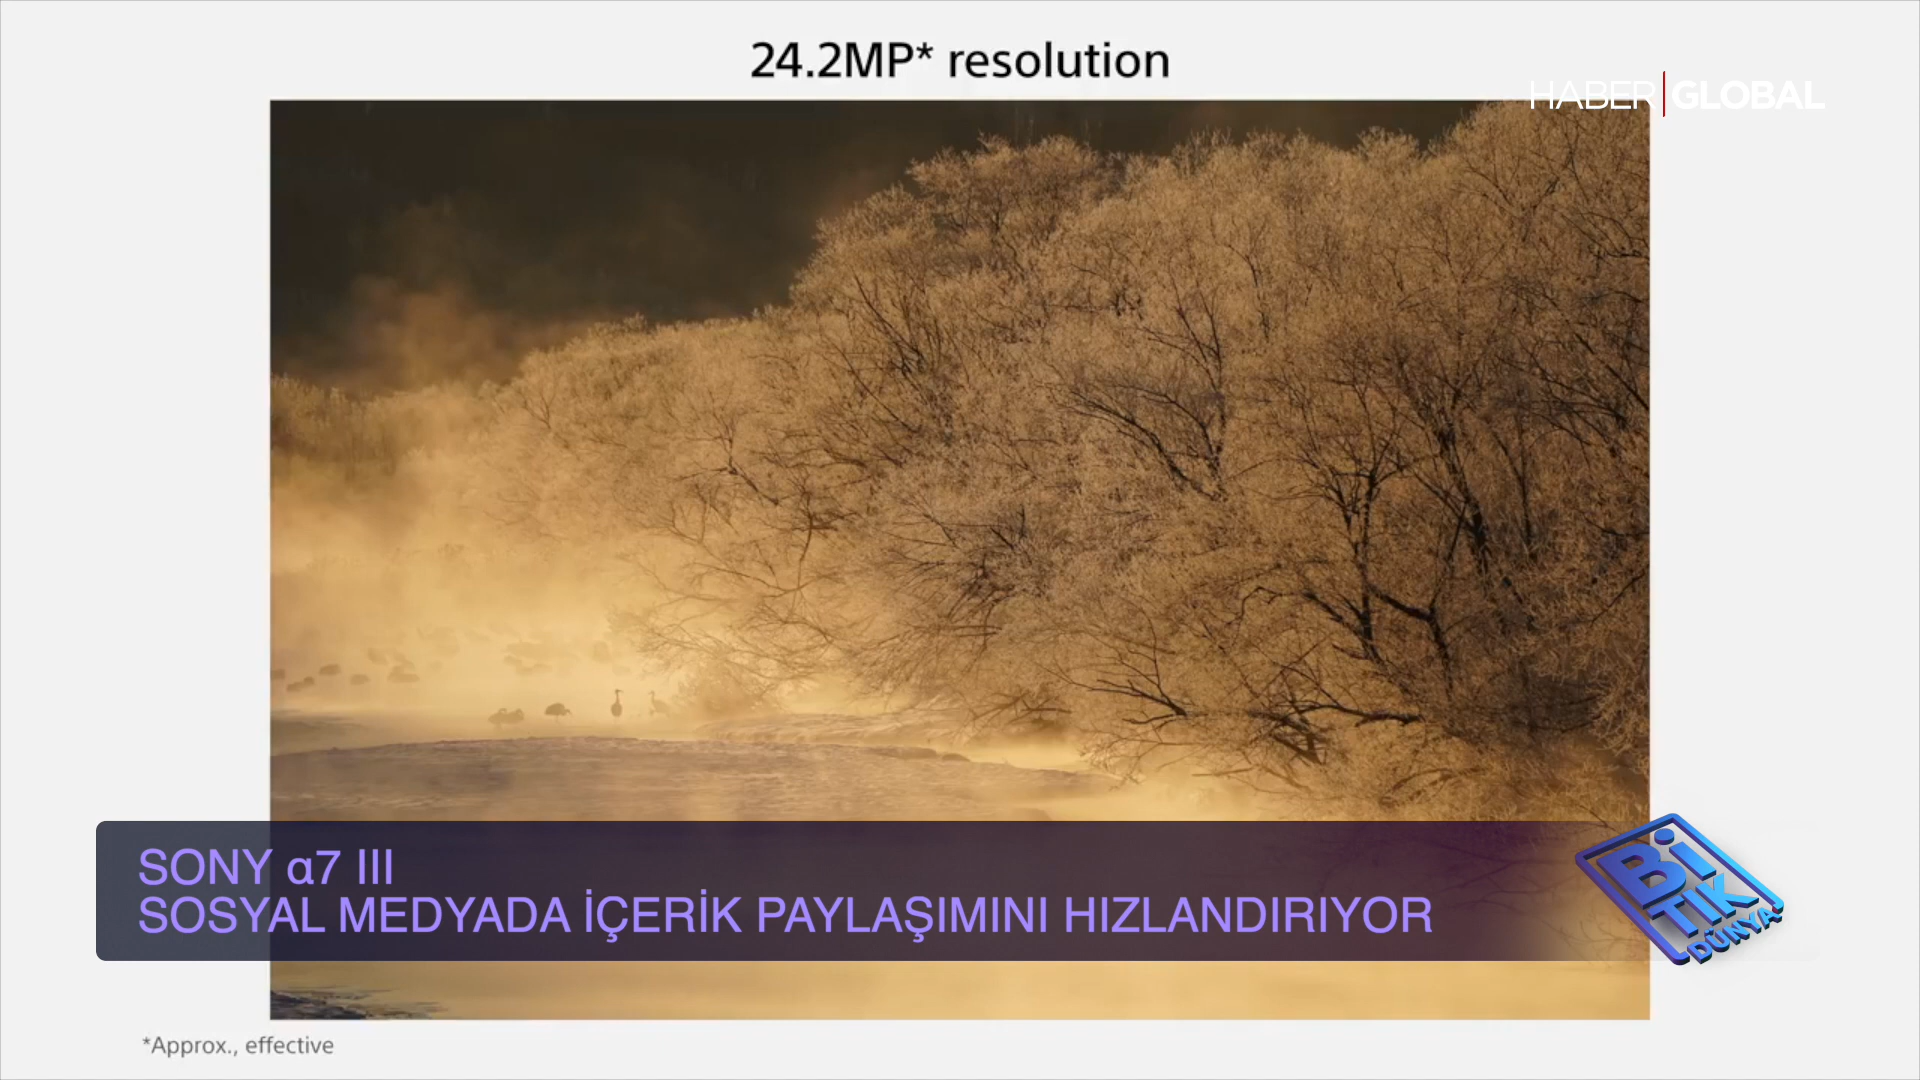 24.2MP* resolution
HABER GLOBAL
SONY α7 III
SOSYAL MEDYADA İÇERİK PAYLAŞIMINI HIZLANDIRIYOR
Bİ
TIK
DÜNYA
*Approx., effective